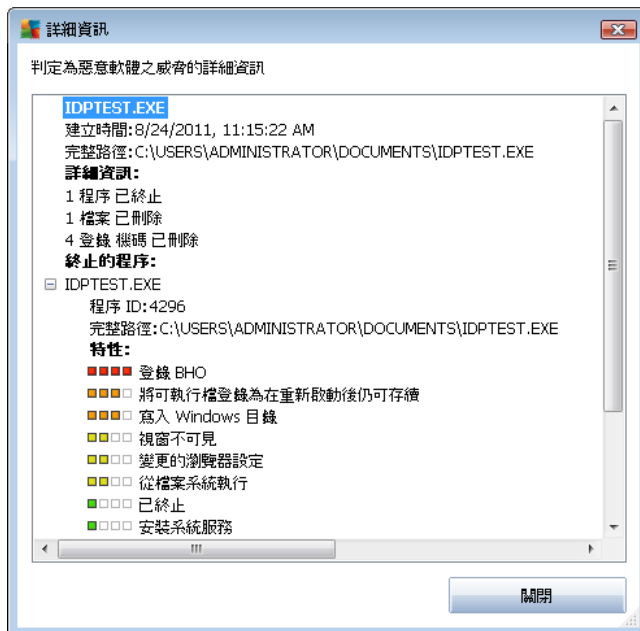 詳細資訊
判定為惡意軟體之威脅的詳細資訊
IDPTEST.EXE
建立時間:8/24/2011, 11:15:22 AM
完整路徑:C:\USERS\ADMINISTRATOR\DOCUMENTS\IDPTEST.EXE
詳細資訊:
1 程序 已終止
1 檔案 已刪除
4 登錄 機碼 已刪除
終止的程序:
IDPTEST.EXE
程序 ID:4296
完整路徑:C:\USERS\ADMINISTRATOR\DOCUMENTS\IDPTEST.EXE
特性:
登錄 BHO
將可執行檔登錄為在重新啟動後仍可存續
寫入 Windows 目錄
視窗不可見
變更的瀏覽器設定
從檔案系統執行
已終止
安裝系統服務
關閉